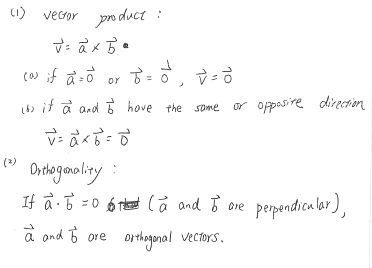 (1) vector product :
v⃗ = a⃗ × b⃗ .
(a) if a⃗ = 0⃗ or b⃗ = 0⃗ , v⃗ = 0⃗
(b) if a⃗ and b⃗ have the same or opposite direction
v⃗ = a⃗ × b⃗ = 0⃗
(2) Orthogonality :
If a⃗ · b⃗ = 0 (a⃗ and b⃗ are perpendicular),
a⃗ and b⃗ are orthogonal vectors.